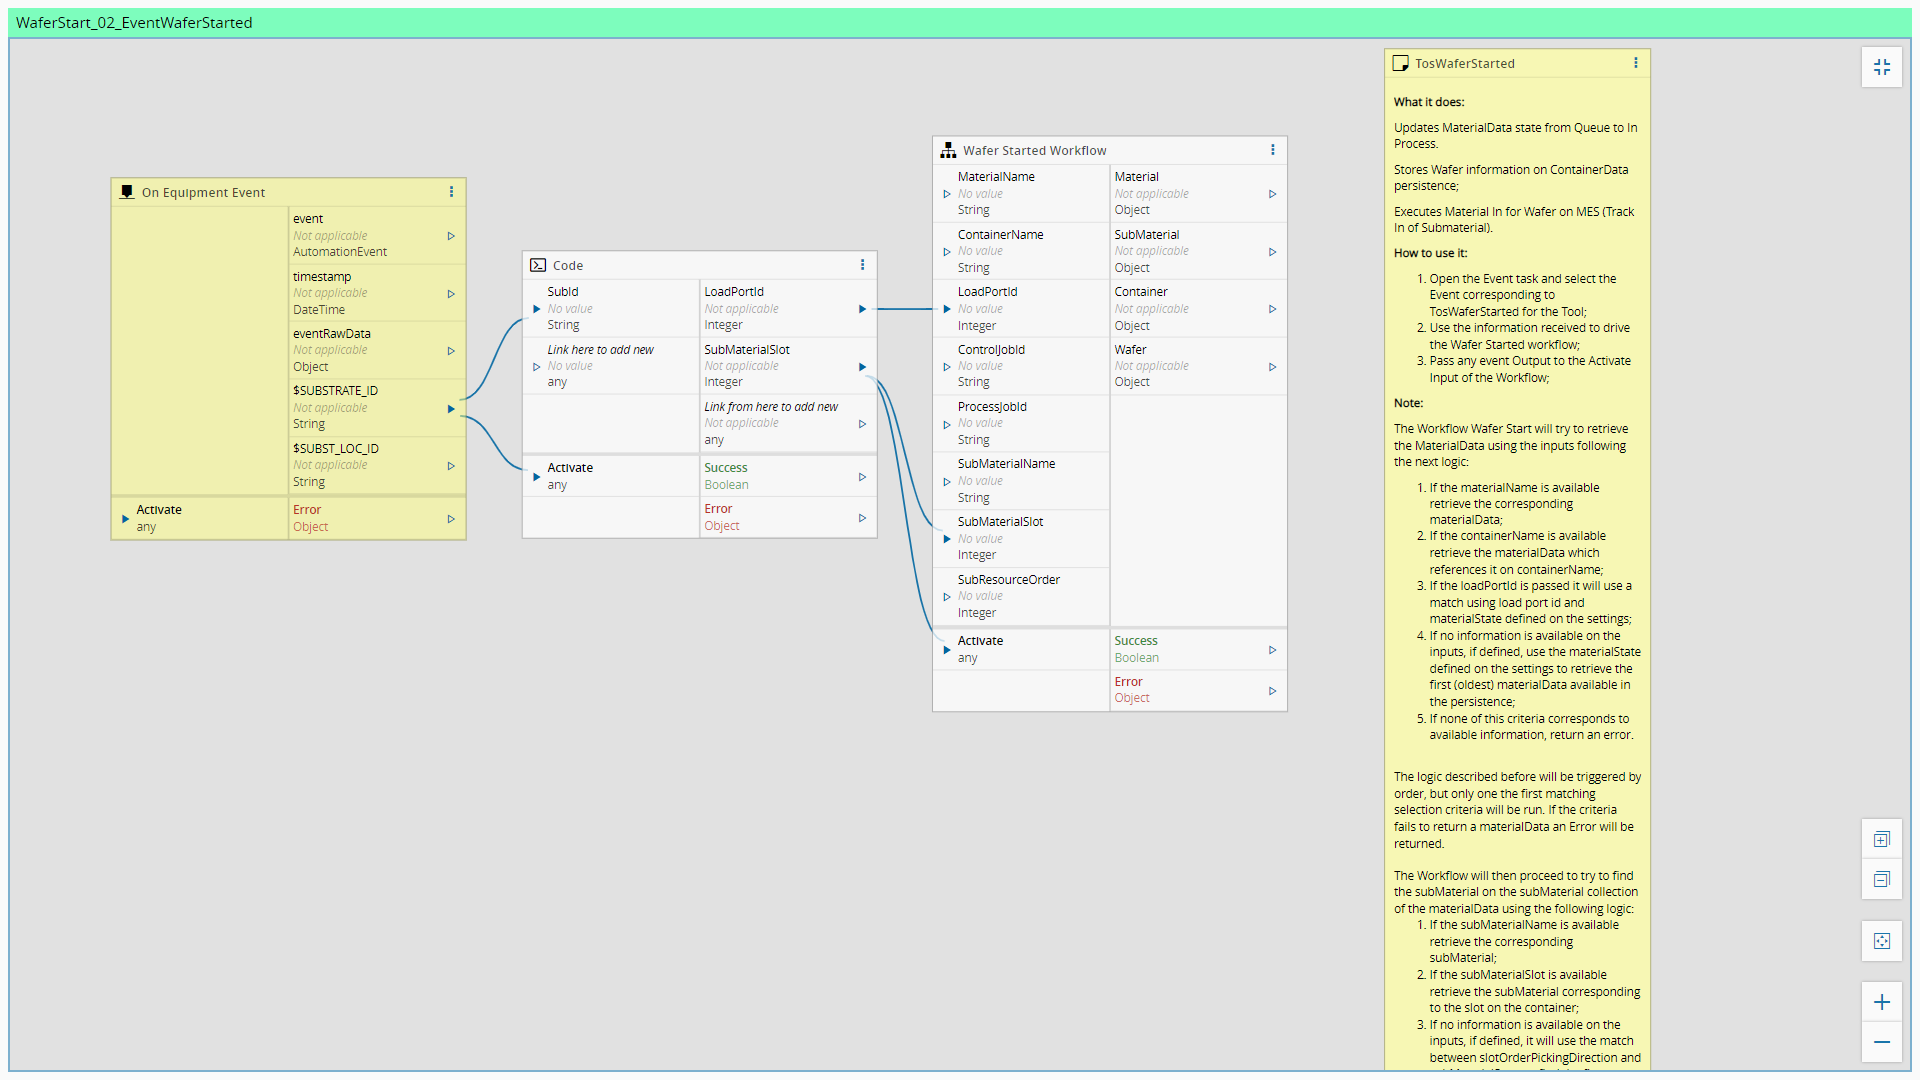 WaferStart_02_EventWaferStarted
On Equipment Event
event
Not applicable
AutomationEvent
timestamp
Not applicable
DateTime
eventRawData
Not applicable
Object
$SUBSTRATE_ID
Not applicable
String
$SUBST_LOC_ID
Not applicable
String
Activate
any
Error
Object
Code
SubId
No value
String
Link here to add new
No value
any
LoadPortId
Not applicable
Integer
SubMaterialSlot
Not applicable
Integer
Link from here to add new
Not applicable
any
Activate
any
Success
Boolean
Error
Object
Wafer Started Workflow
MaterialName
No value
String
ContainerName
No value
String
LoadPortId
No value
Integer
ControlJobId
No value
String
ProcessJobId
No value
String
SubMaterialName
No value
String
SubMaterialSlot
No value
Integer
SubResourceOrder
No value
Integer
Material
Not applicable
Object
SubMaterial
Not applicable
Object
Container
Not applicable
Object
Wafer
Not applicable
Object
Activate
any
Success
Boolean
Error
Object
TosWaferStarted
What it does:
Updates MaterialData state from Queue to In
Process.
Stores Wafer information on ContainerData
persistence;
Executes Material In for Wafer on MES (Track
In of Submaterial).
How to use it:
1. Open the Event task and select the
Event corresponding to
TosWaferStarted for the Tool;
2. Use the information received to drive
the Wafer Started workflow;
3. Pass any event Output to the Activate
Input of the Workflow;
Note:
The Workflow Wafer Start will try to retrieve
the MaterialData using the inputs following
the next logic:
1. If the materialName is available
retrieve the corresponding
materialData;
2. If the containerName is available
retrieve the materialData which
references it on containerName;
3. If the loadPortId is passed it will use a
match using load port id and
materialState defined on the settings;
4. If no information is available on the
inputs, if defined, use the materialState
defined on the settings to retrieve the
first (oldest) materialData available in
the persistence;
5. If none of this criteria corresponds to
available information, return an error.
The logic described before will be triggered by
order, but only one the first matching
selection criteria will be run. If the criteria
fails to return a materialData an Error will be
returned.
The Workflow will then proceed to try to find
the subMaterial on the subMaterial collection
of the materialData using the following logic:
1. If the subMaterialName is available
retrieve the corresponding
subMaterial;
2. If the subMaterialSlot is available
retrieve the subMaterial corresponding
to the slot on the container;
3. If no information is available on the
inputs, if defined, it will use the match
between slotOrderPickingDirection and